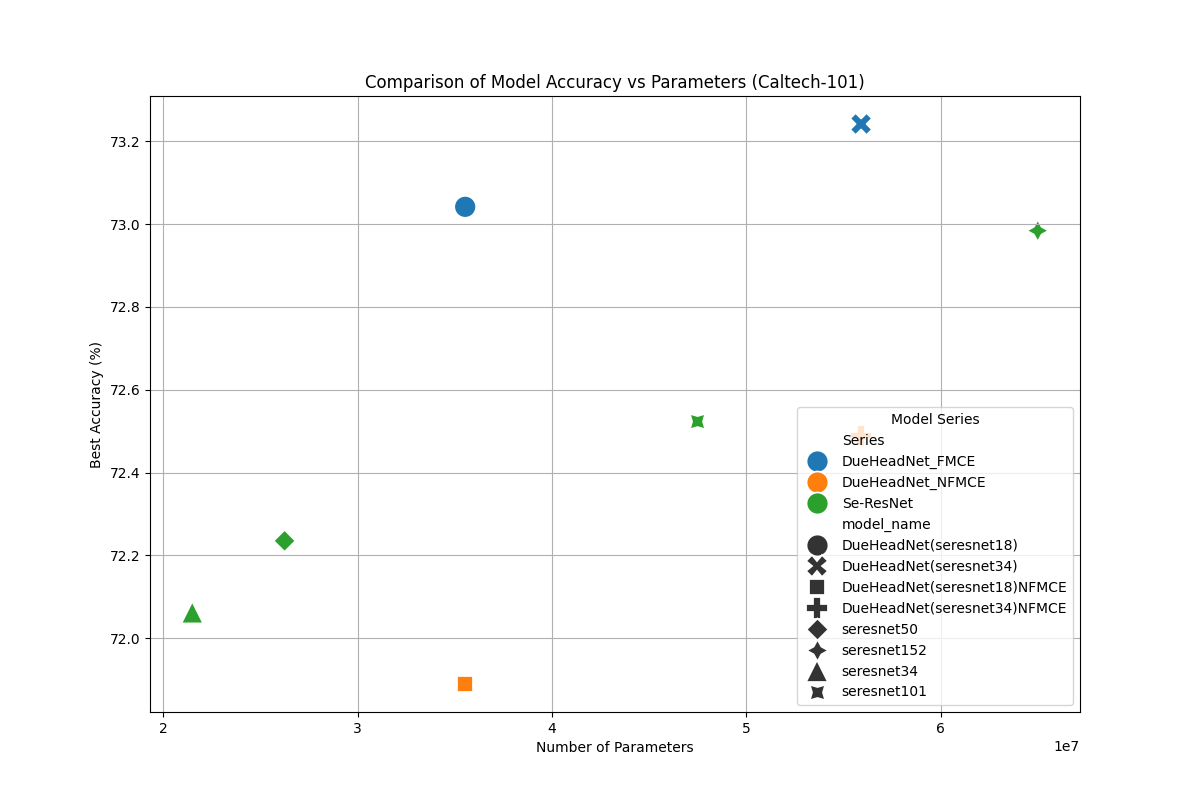 Comparison of Model Accuracy vs Parameters (Caltech-101)
73.2
73.0
72.8
72.6
72.4
72.2
72.0
Best Accuracy (%)
Model Series
Series
DueHeadNet_FMCE
DueHeadNet_NFMCE
Se-ResNet
model_name
DueHeadNet(seresnet18)
DueHeadNet(seresnet34)
DueHeadNet(seresnet18)NFMCE
DueHeadNet(seresnet34)NFMCE
seresnet50
seresnet152
seresnet34
seresnet101
2 3 4 5 6
1e7
Number of Parameters